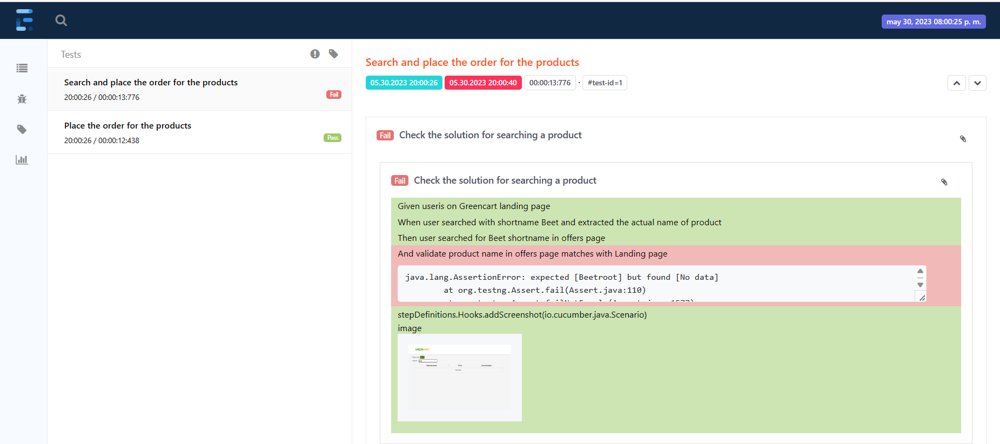 may 30, 2023 08:00:25 p. m.
Tests
Search and place the order for the products
20:00:26 / 00:00:13:776
Fail
Place the order for the products
20:00:26 / 00:00:12:438
Pass
Search and place the order for the products
05.30.2023 20:00:26 05.30.2023 20:00:40 00:00:13:776 · #test-id=1
Fail Check the solution for searching a product
Fail Check the solution for searching a product
Given useris on Greencart landing page
When user searched with shortname Beet and extracted the actual name of product
Then user searched for Beet shortname in offers page
And validate product name in offers page matches with Landing page
java.lang.AssertionError: expected [Beetroot] but found [No data]
at org.testng.Assert.fail(Assert.java:110)
stepDefinitions.Hooks.addScreenshot(io.cucumber.java.Scenario)
image
GREENKART